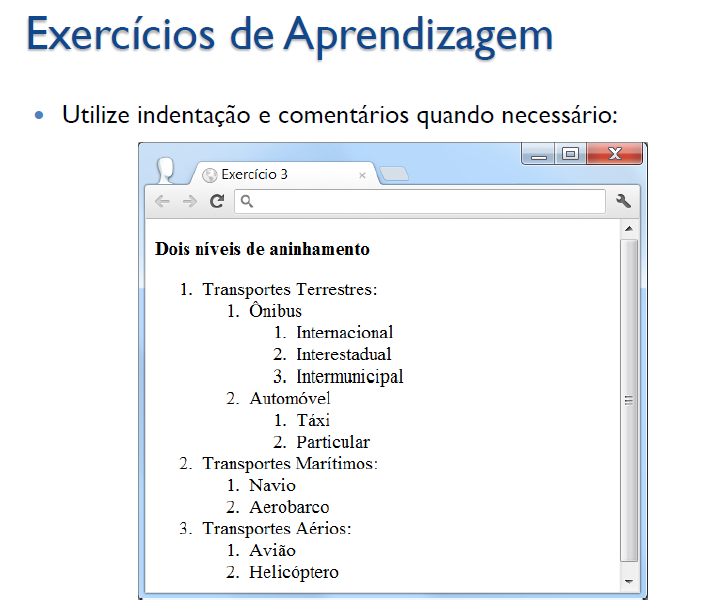 Exercícios de Aprendizagem
• Utilize indentação e comentários quando necessário:
Exercício 3
Dois níveis de aninhamento
1. Transportes Terrestres:
1. Ônibus
1. Internacional
2. Interestadual
3. Intermunicipal
2. Automóvel
1. Táxi
2. Particular
2. Transportes Marítimos:
1. Navio
2. Aerobarco
3. Transportes Aérios:
1. Avião
2. Helicóptero